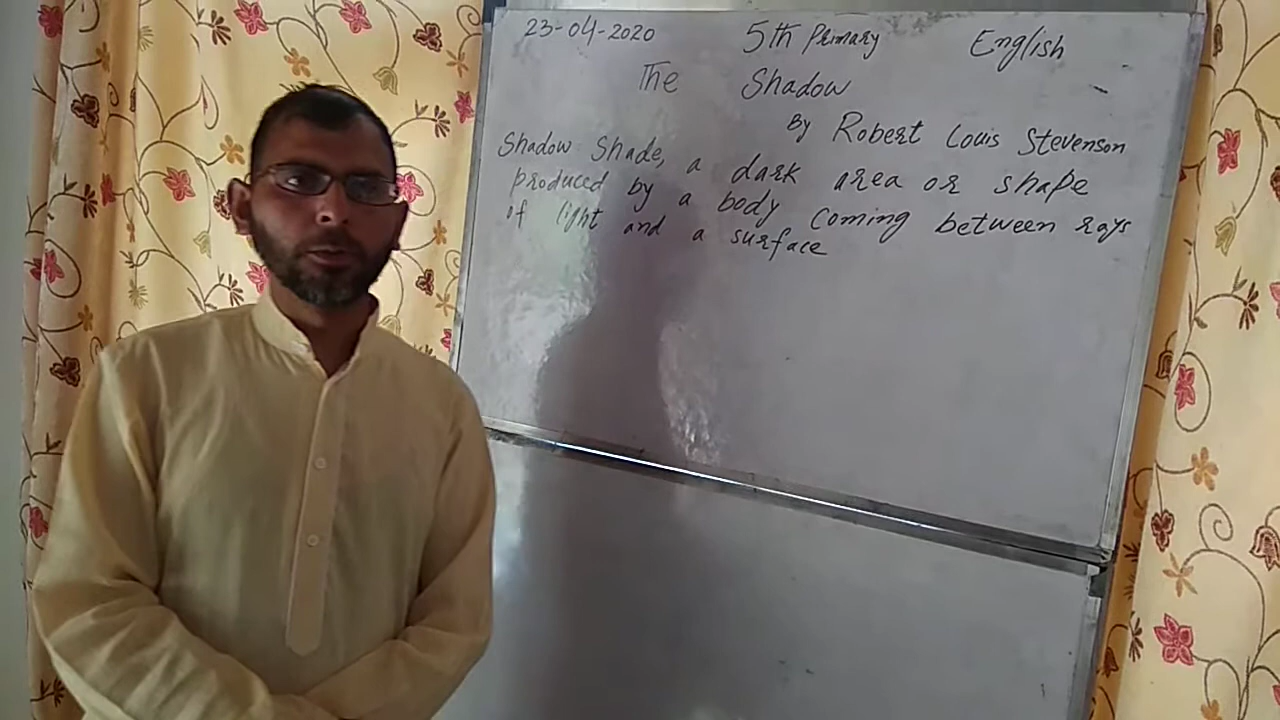 23-04-2020 5th Primary English
The Shadow
By Robert Louis Stevenson
Shadow: Shade, a dark area or shape
produced by a body coming between rays
of light and a surface